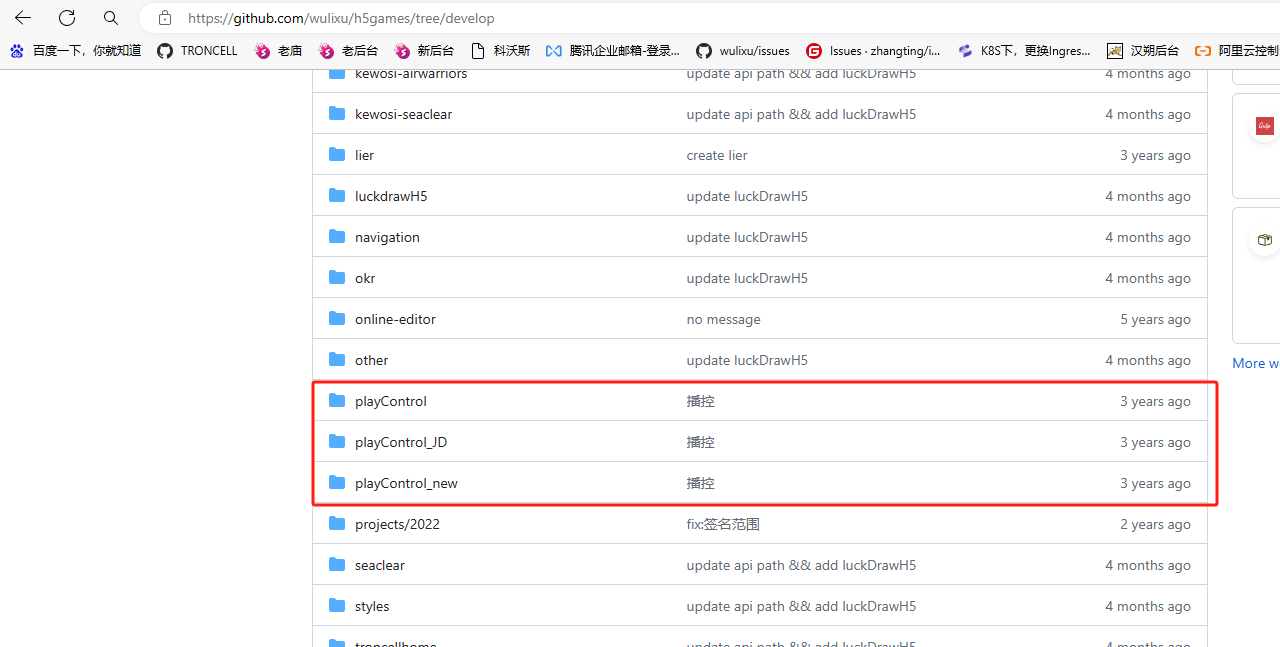 https://github.com/wulixu/h5games/tree/develop
百度一下，你就知道 TRONCELL 老庙 老后台 新后台 科沃斯 腾讯企业邮箱-登录... wulixu/issues Issues · zhangting/i... K8S下，更换Ingres... 汉朔后台 阿里云控制
kewosi-airwarriors update api path && add luckDrawH5 4 months ago
kewosi-seaclear update api path && add luckDrawH5 4 months ago
lier create lier 3 years ago
luckdrawH5 update luckDrawH5 4 months ago
navigation update luckDrawH5 4 months ago
okr update luckDrawH5 4 months ago
online-editor no message 5 years ago
other update luckDrawH5 4 months ago
More w
playControl 播控 3 years ago
playControl_JD 播控 3 years ago
playControl_new 播控 3 years ago
projects/2022 fix:签名范围 2 years ago
seaclear update api path && add luckDrawH5 4 months ago
styles update api path && add luckDrawH5 4 months ago
troncellhome update api path && add luckDrawH5 4 months ago